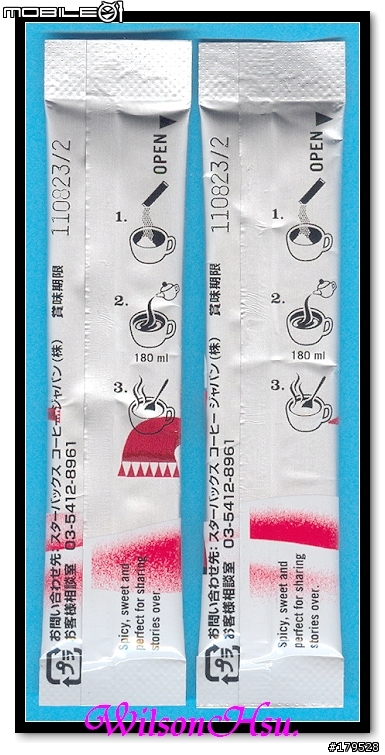 MOBILE01
OPEN
110823/2
賞味期限
お問い合わせ先：スターバックス コーヒー ジャパン（株）
お客様相談室 03-5412-8961
プラ
1.
2.
180 ml
3.
Spicy, sweet and
perfect for sharing
stories over.
OPEN
110823/2
賞味期限
お問い合わせ先：スターバックス コーヒー ジャパン（株）
お客様相談室 03-5412-8961
プラ
1.
2.
180 ml
3.
Spicy, sweet and
perfect for sharing
stories over.
WilsonHsu.
#179528